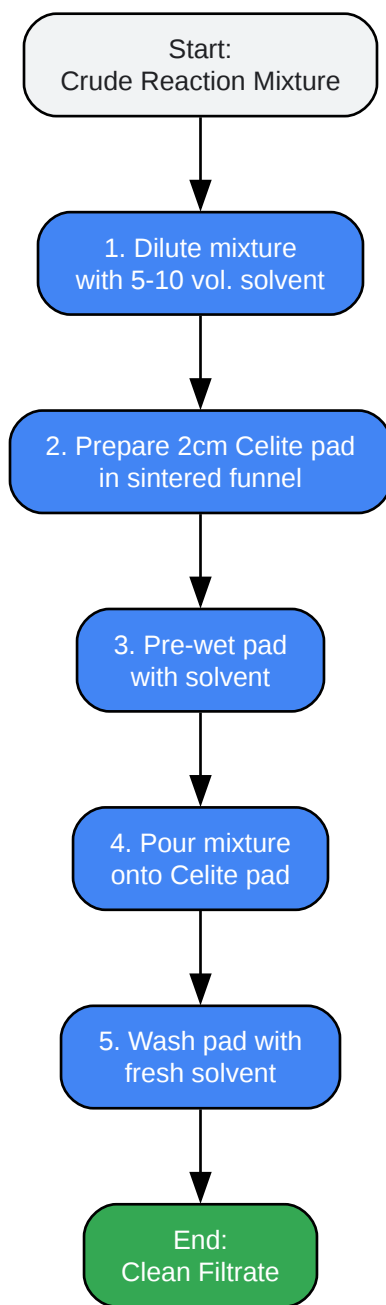 Start:
Crude Reaction Mixture
1. Dilute mixture
with 5-10 vol. solvent
2. Prepare 2cm Celite pad
in sintered funnel
3. Pre-wet pad
with solvent
4. Pour mixture
onto Celite pad
5. Wash pad with
fresh solvent
End:
Clean Filtrate